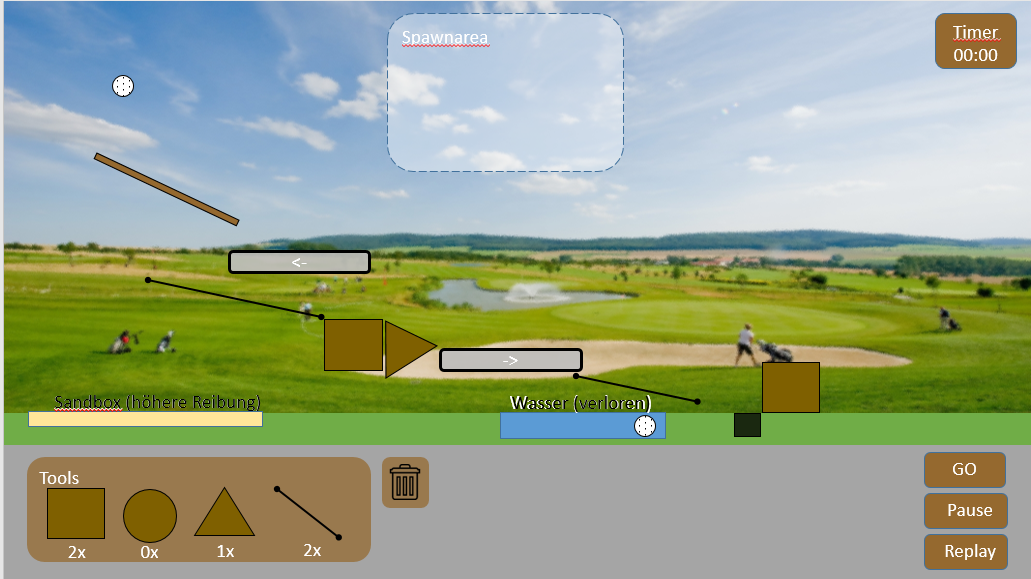 Spawnarea
Timer
00:00
<-
->
Sandbox (höhere Reibung)
Wasser (verloren)
Tools
2x
0x
1x
2x
GO
Pause
Replay